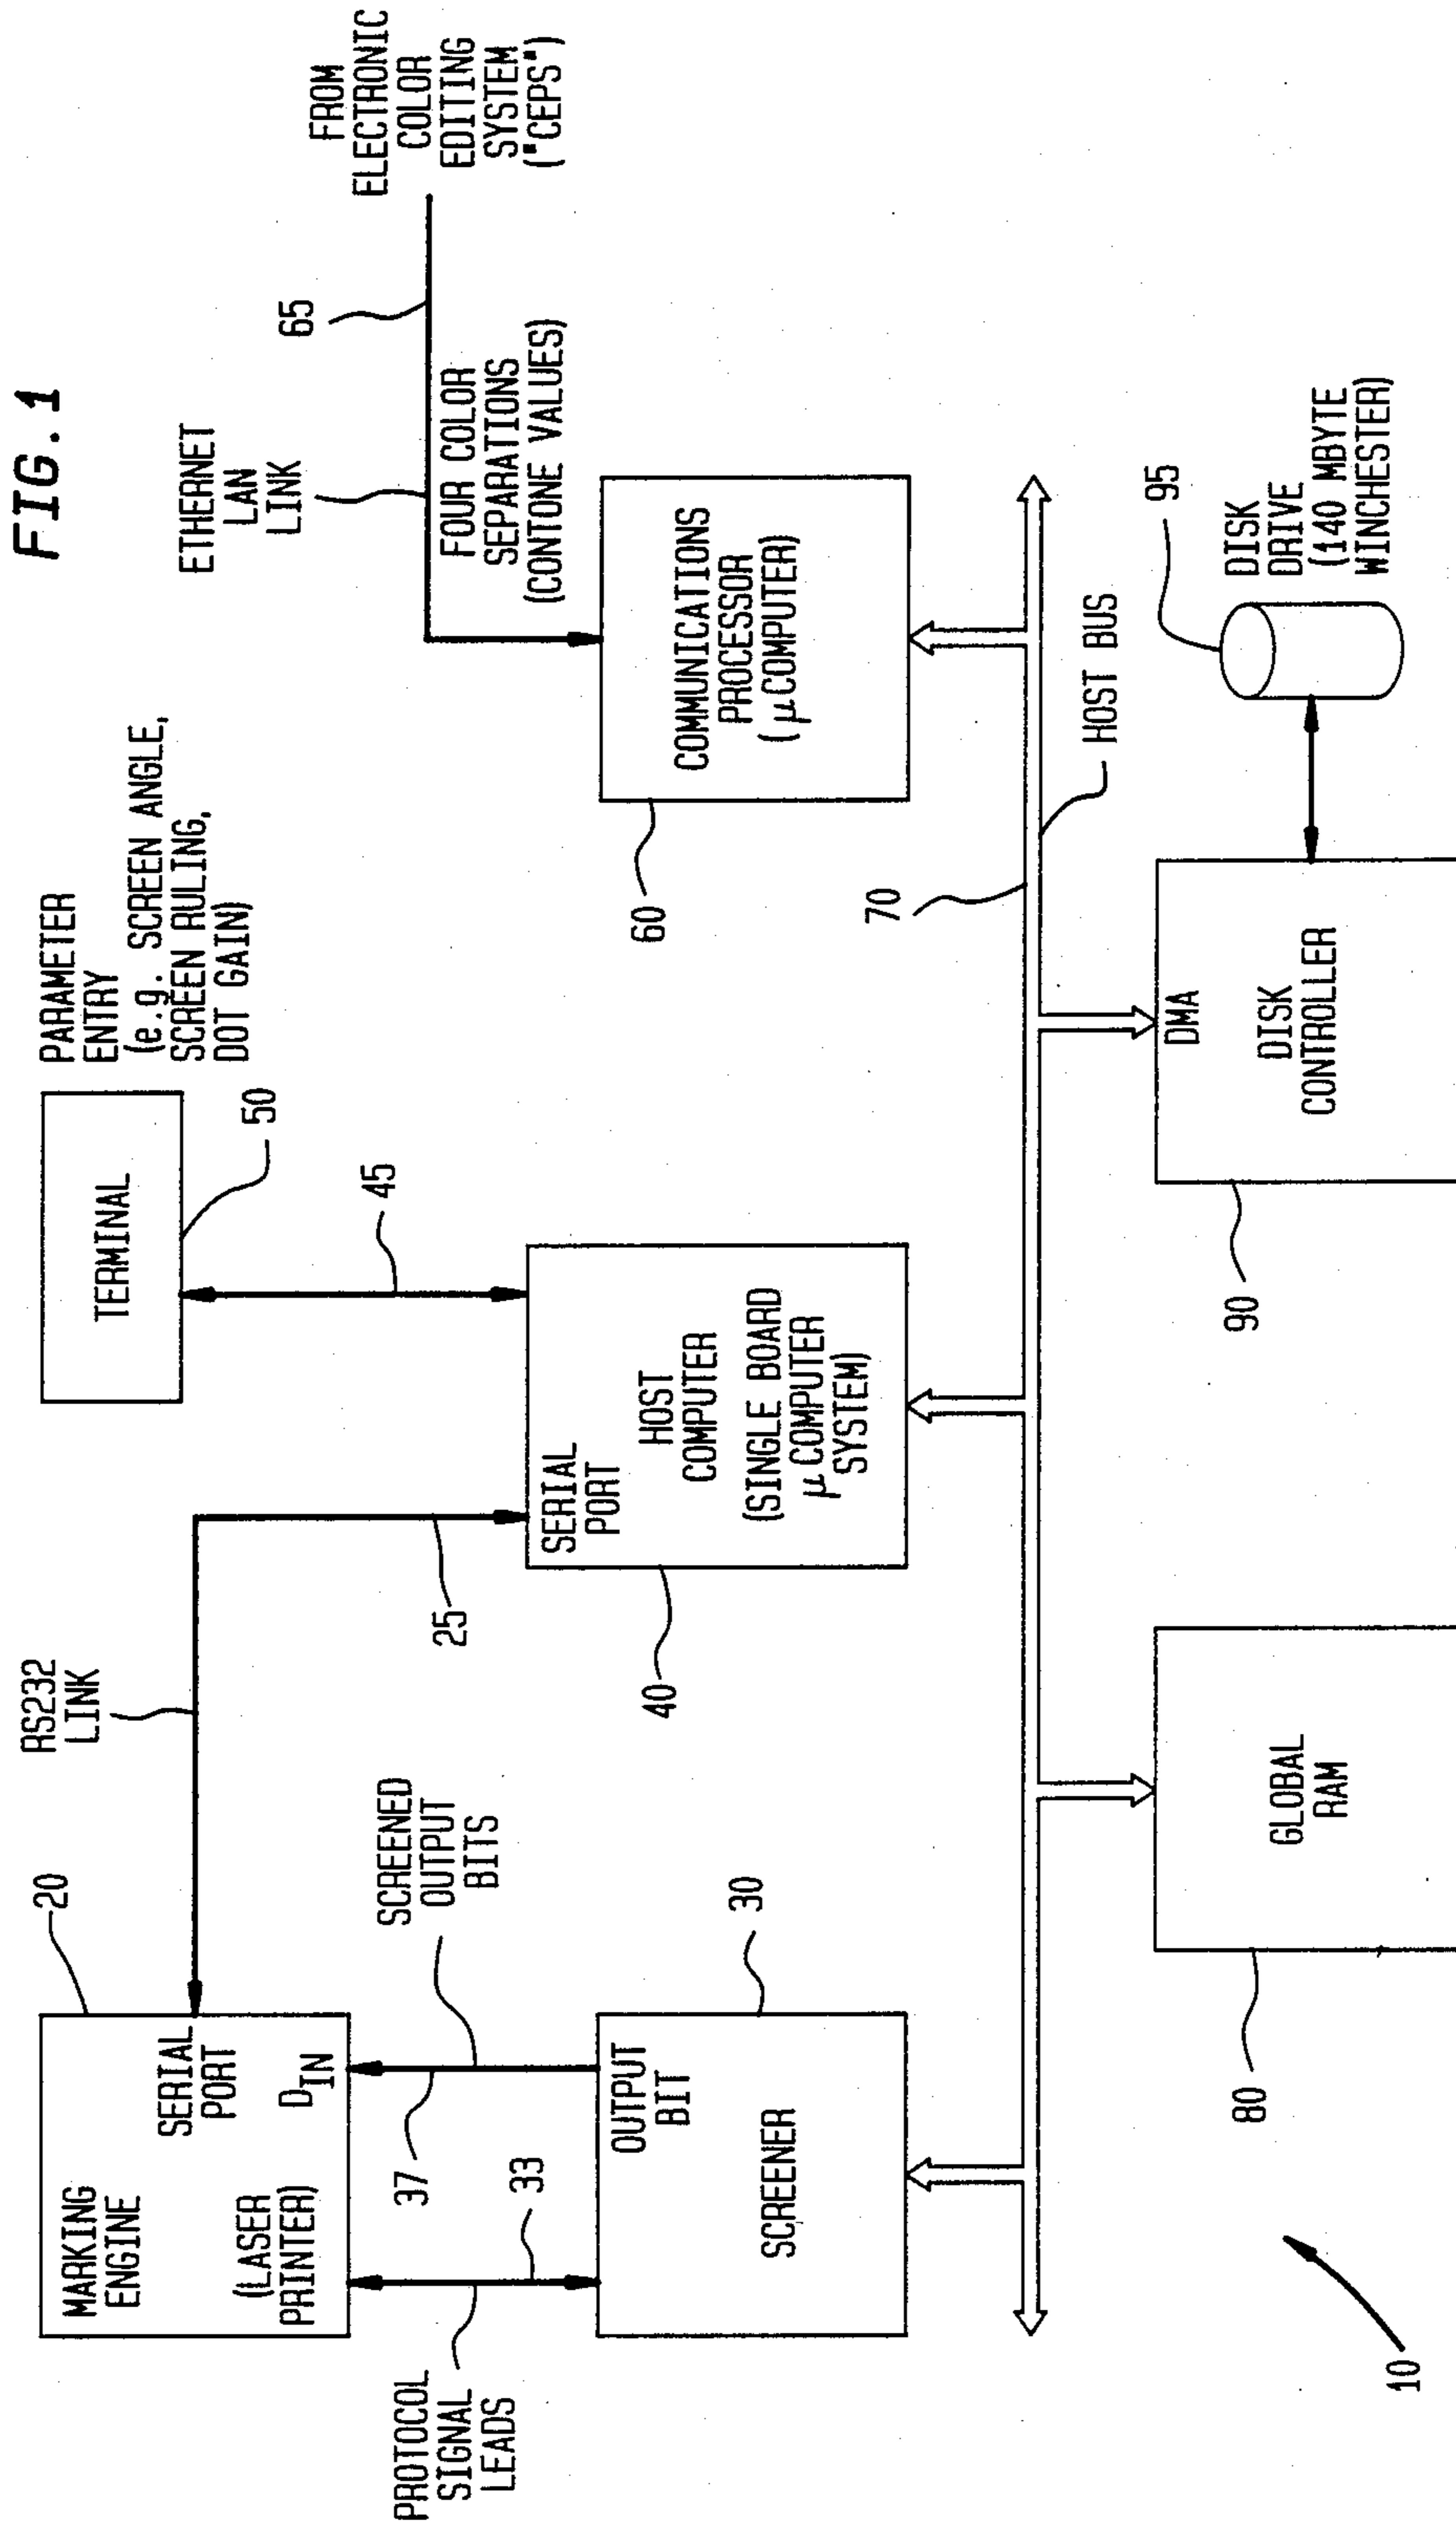 FIG. 1
MARKING
ENGINE
(LASER
PRINTER)
SERIAL
PORT
DIN
20
RS232
LINK
25
TERMINAL
50
PARAMETER
ENTRY
(e.g. SCREEN ANGLE,
SCREEN RULING,
DOT GAIN)
45
ETHERNET
LAN
LINK
65
FROM
ELECTRONIC
COLOR
EDITING
SYSTEM
("CEPS")
FOUR COLOR
SEPARATIONS
(CONTONE VALUES)
PROTOCOL
SIGNAL
LEADS
33
37
SCREENED
OUTPUT
BITS
OUTPUT
BIT
SCREENER
30
SERIAL
PORT
HOST
COMPUTER
(SINGLE BOARD
μCOMPUTER
SYSTEM)
40
COMMUNICATIONS
PROCESSOR
(μCOMPUTER)
60
70
HOST BUS
GLOBAL
RAM
80
DMA
DISK
CONTROLLER
90
95
DISK
DRIVE
(140 MBYTE
WINCHESTER)
10